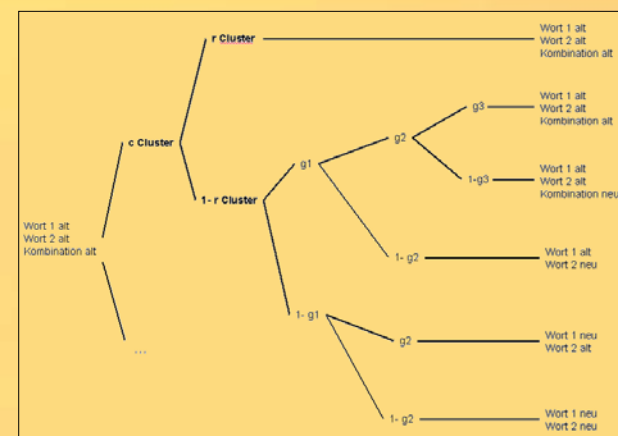 r Cluster
Wort 1 alt
Wort 2 alt
Kombination alt
g3
Wort 1 alt
Wort 2 alt
Kombination alt
c Cluster
g1
g2
1-g3
Wort 1 alt
Wort 2 alt
Kombination neu
1- r Cluster
Wort 1 alt
Wort 2 alt
Kombination alt
1- g2
Wort 1 alt
Wort 2 neu
1- g1
...
g2
Wort 1 neu
Wort 2 alt
1- g2
Wort 1 neu
Wort 2 neu